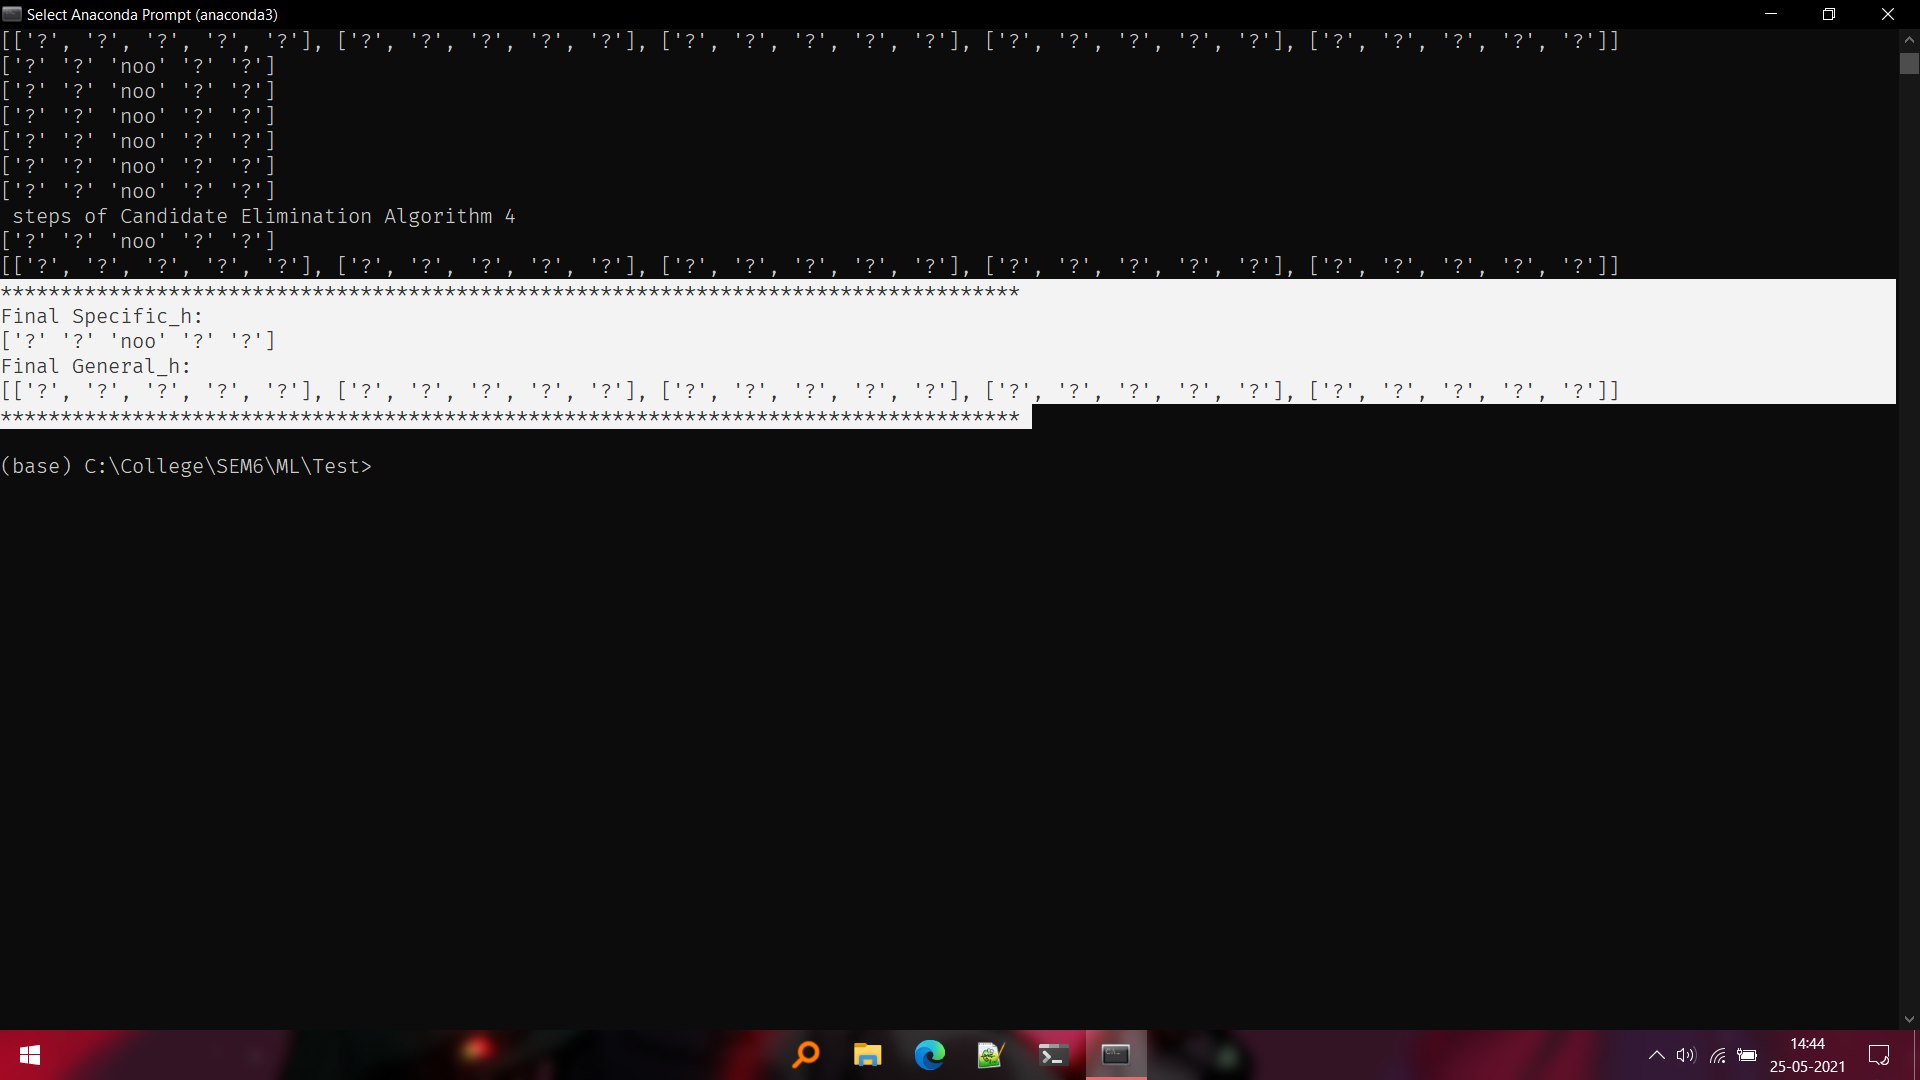 Select Anaconda Prompt (anaconda3)
[['?', '?', '?', '?', '?'], ['?', '?', '?', '?', '?'], ['?', '?', '?', '?', '?'], ['?', '?', '?', '?', '?'], ['?', '?', '?', '?', '?']]
['?' '?' 'noo' '?' '?']
['?' '?' 'noo' '?' '?']
['?' '?' 'noo' '?' '?']
['?' '?' 'noo' '?' '?']
['?' '?' 'noo' '?' '?']
['?' '?' 'noo' '?' '?']
steps of Candidate Elimination Algorithm 4
['?' '?' 'noo' '?' '?']
[['?', '?', '?', '?', '?'], ['?', '?', '?', '?', '?'], ['?', '?', '?', '?', '?'], ['?', '?', '?', '?', '?'], ['?', '?', '?', '?', '?']]
*************************************************************************************
Final Specific_h:
['?' '?' 'noo' '?' '?']
Final General_h:
[['?', '?', '?', '?', '?'], ['?', '?', '?', '?', '?'], ['?', '?', '?', '?', '?'], ['?', '?', '?', '?', '?'], ['?', '?', '?', '?', '?']]
*************************************************************************************
(base) C:\College\SEM6\ML\Test>
14:44
25-05-2021